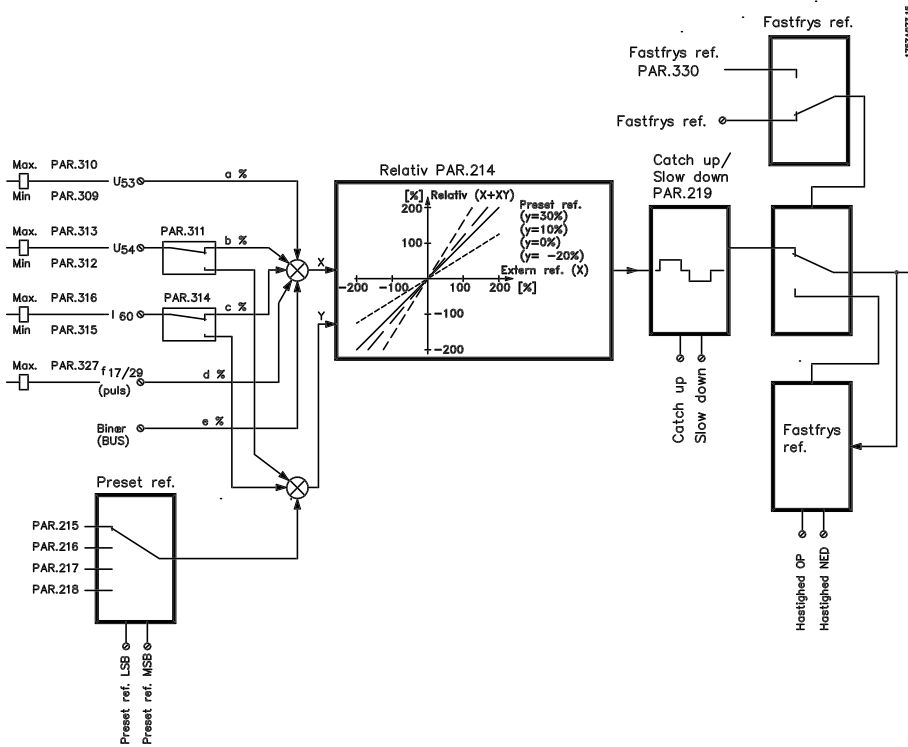 Fastfrys ref.
Fastfrys ref.
PAR.330
Fastfrys ref.
Catch up/
Slow down
PAR.219
Catch up
Slow down
Fastfrys
ref.
Hastighed OP
Hastighed NED
Max. PAR.310
U53
a %
Min PAR.309
Max. PAR.313
PAR.311
U54
b %
Min PAR.312
Max. PAR.316
PAR.314
I 60
c %
Min PAR.315
Max. PAR.327
f 17/29
(puls)
d %
Binær
(BUS)
e %
X
Y
Relativ PAR.214
[%] Relativ (X+XY)
200
100
-200 -100 100 200
-100
-200
[%]
Extern ref. (X)
Preset ref.
(y=30%)
(y=10%)
(y=0%)
(y= -20%)
Preset ref.
PAR.215
PAR.216
PAR.217
PAR.218
Preset ref. LSB
Preset ref. MSB